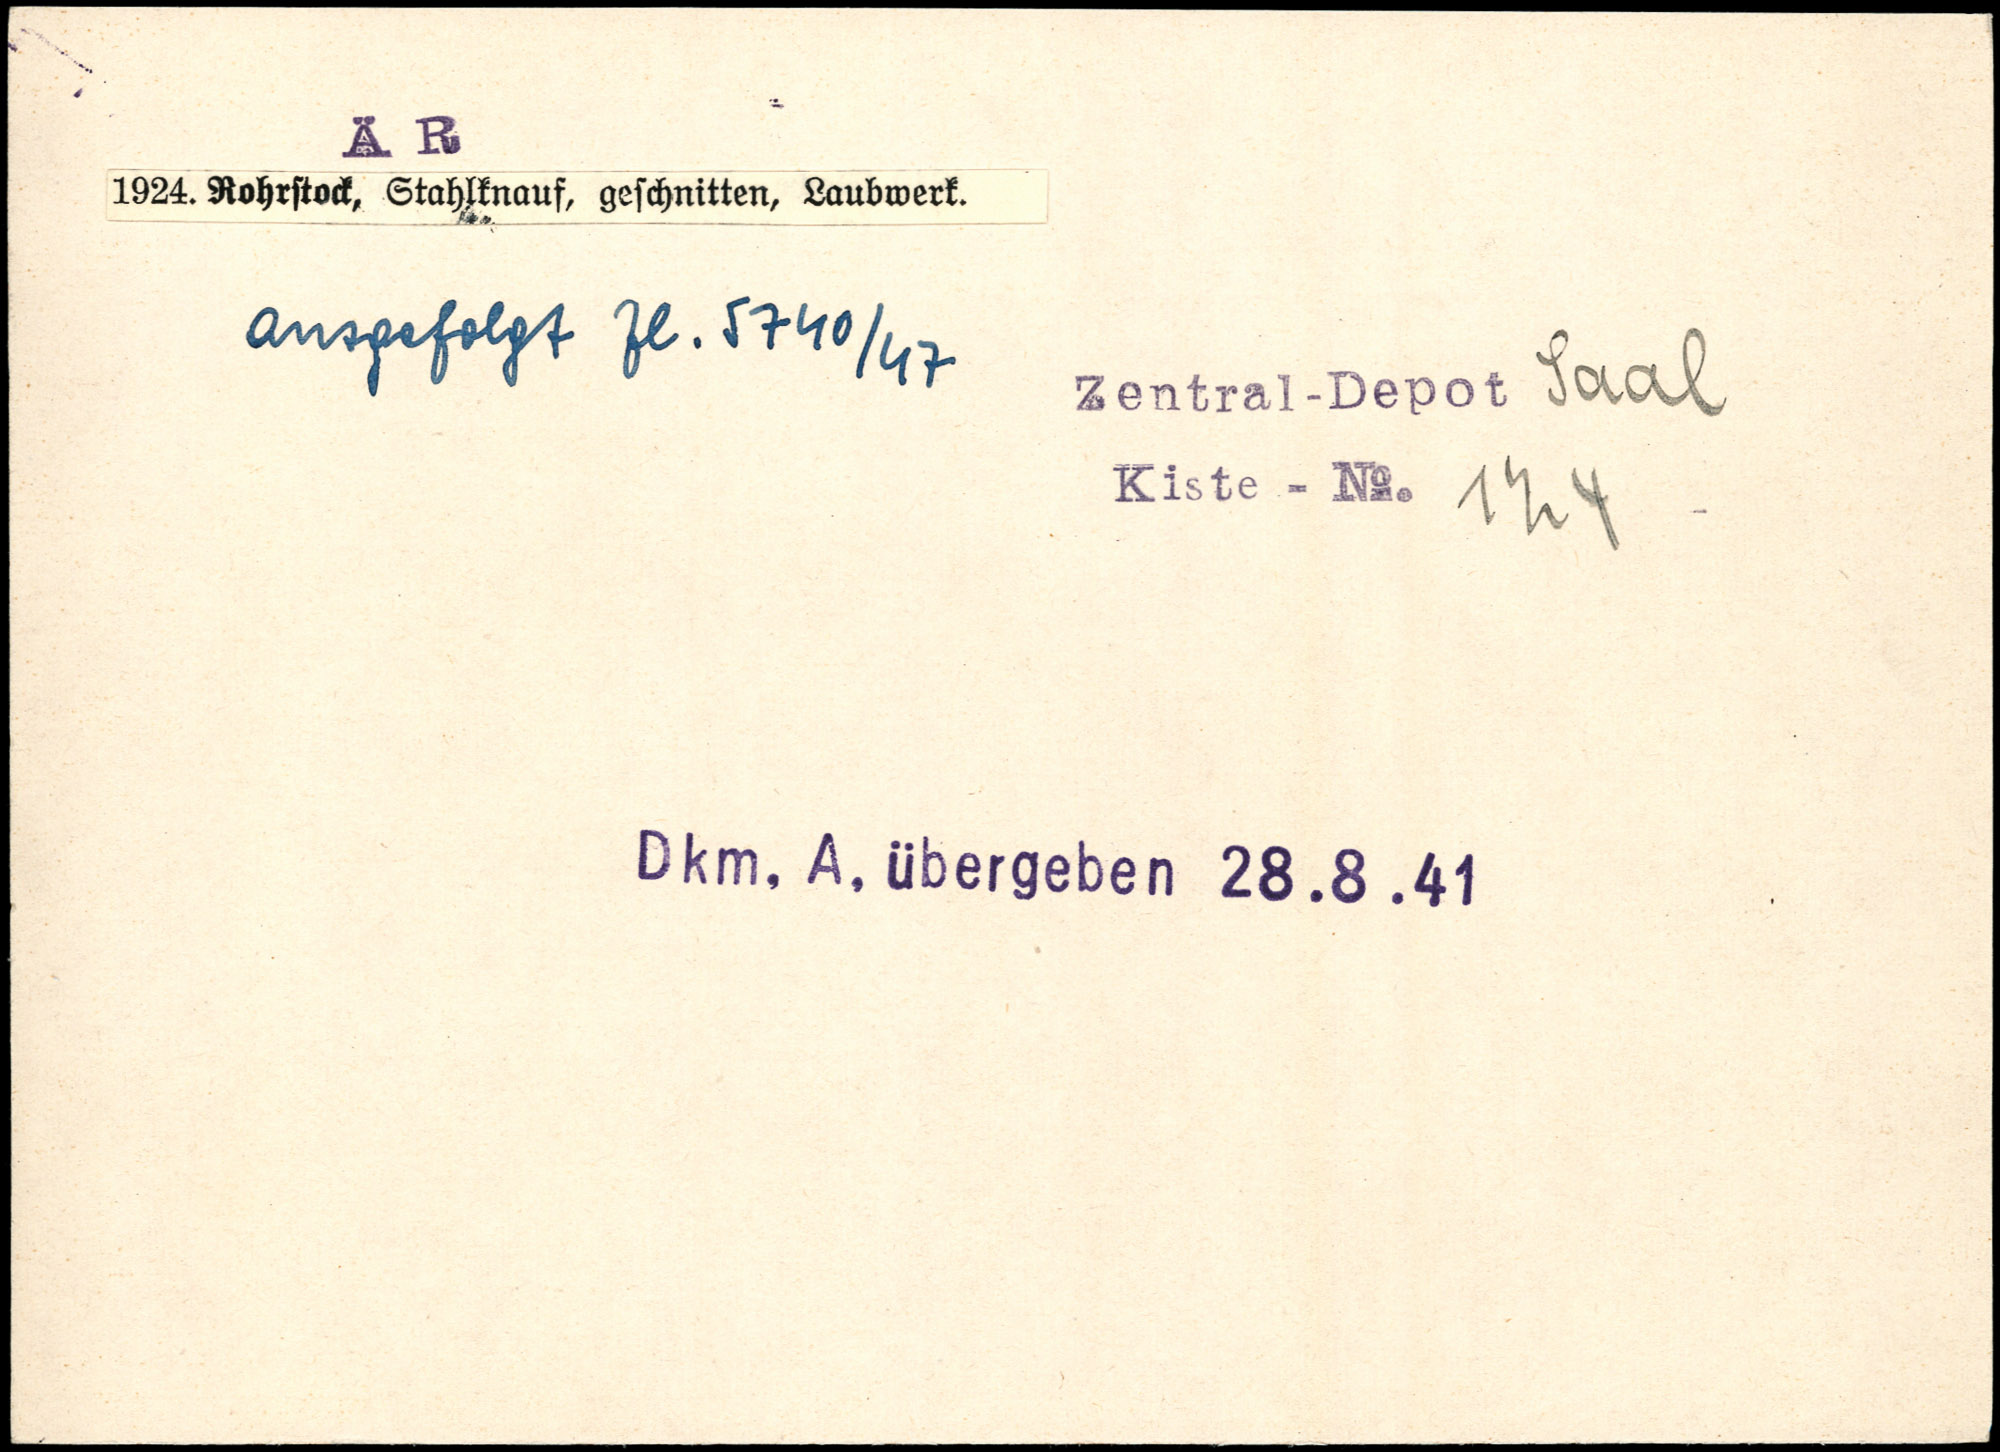 Ä R
1924. Rohrſtock, Stahlknauf, geſchnitten, Laubwerk.
ausgefolgt Zl. 5740/47
Zentral-Depot Saal
Kiste - №. 124
Dkm. A. übergeben 28.8.41